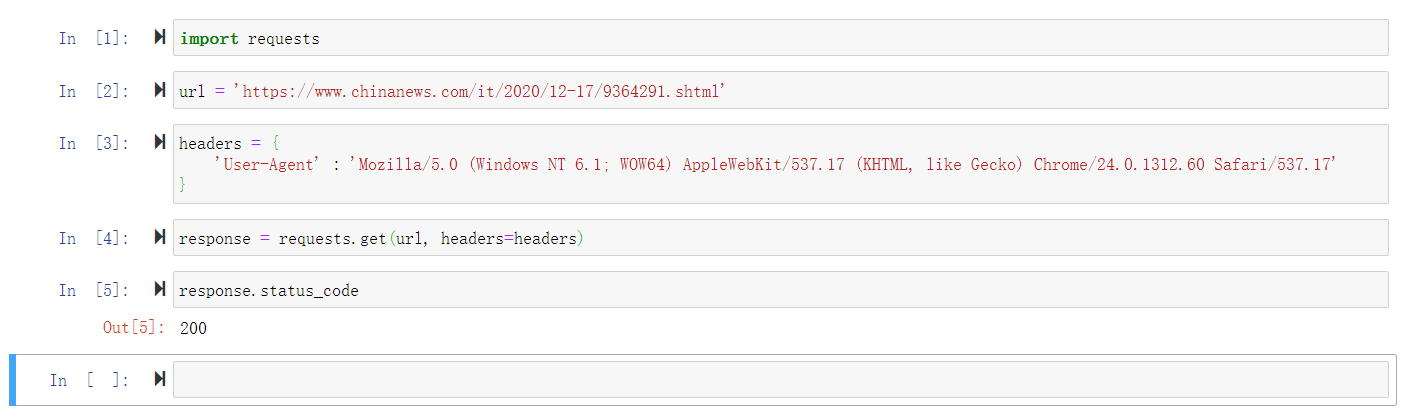 In [1]: import requests
In [2]: url = 'https://www.chinanews.com/it/2020/12-17/9364291.shtml'
In [3]: headers = {
'User-Agent' : 'Mozilla/5.0 (Windows NT 6.1; WOW64) AppleWebKit/537.17 (KHTML, like Gecko) Chrome/24.0.1312.60 Safari/537.17'
}
In [4]: response = requests.get(url, headers=headers)
In [5]: response.status_code
Out[5]: 200
In [ ]: